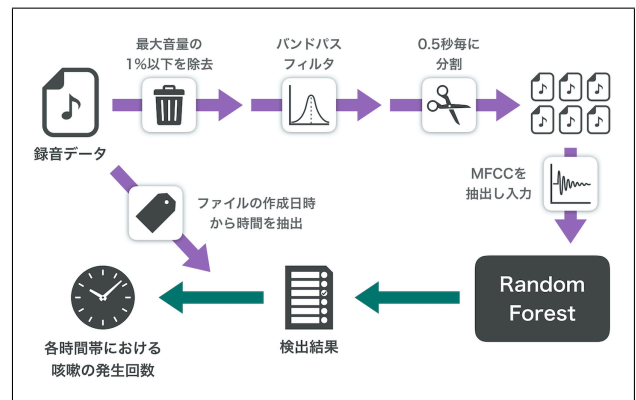 最大音量の
1%以下を除去
バンドパス
フィルタ
0.5秒毎に
分割
録音データ
MFCCを
抽出し入力
ファイルの作成日時
から時間を抽出
Random
Forest
検出結果
各時間帯における
咳嗽の発生回数